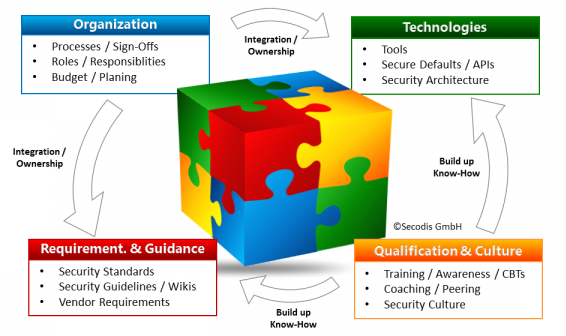 Organization
• Processes / Sign-Offs
• Roles / Responsiblities
• Budget / Planing
Integration /
Ownership
Technologies
• Tools
• Secure Defaults / APIs
• Security Architecture
Integration /
Ownership
Build up
Know-How
©Secodis GmbH
Requirement. & Guidance
• Security Standards
• Security Guidelines / Wikis
• Vendor Requirements
Qualification & Culture
• Training / Awareness / CBTs
• Coaching / Peering
• Security Culture
Build up
Know-How